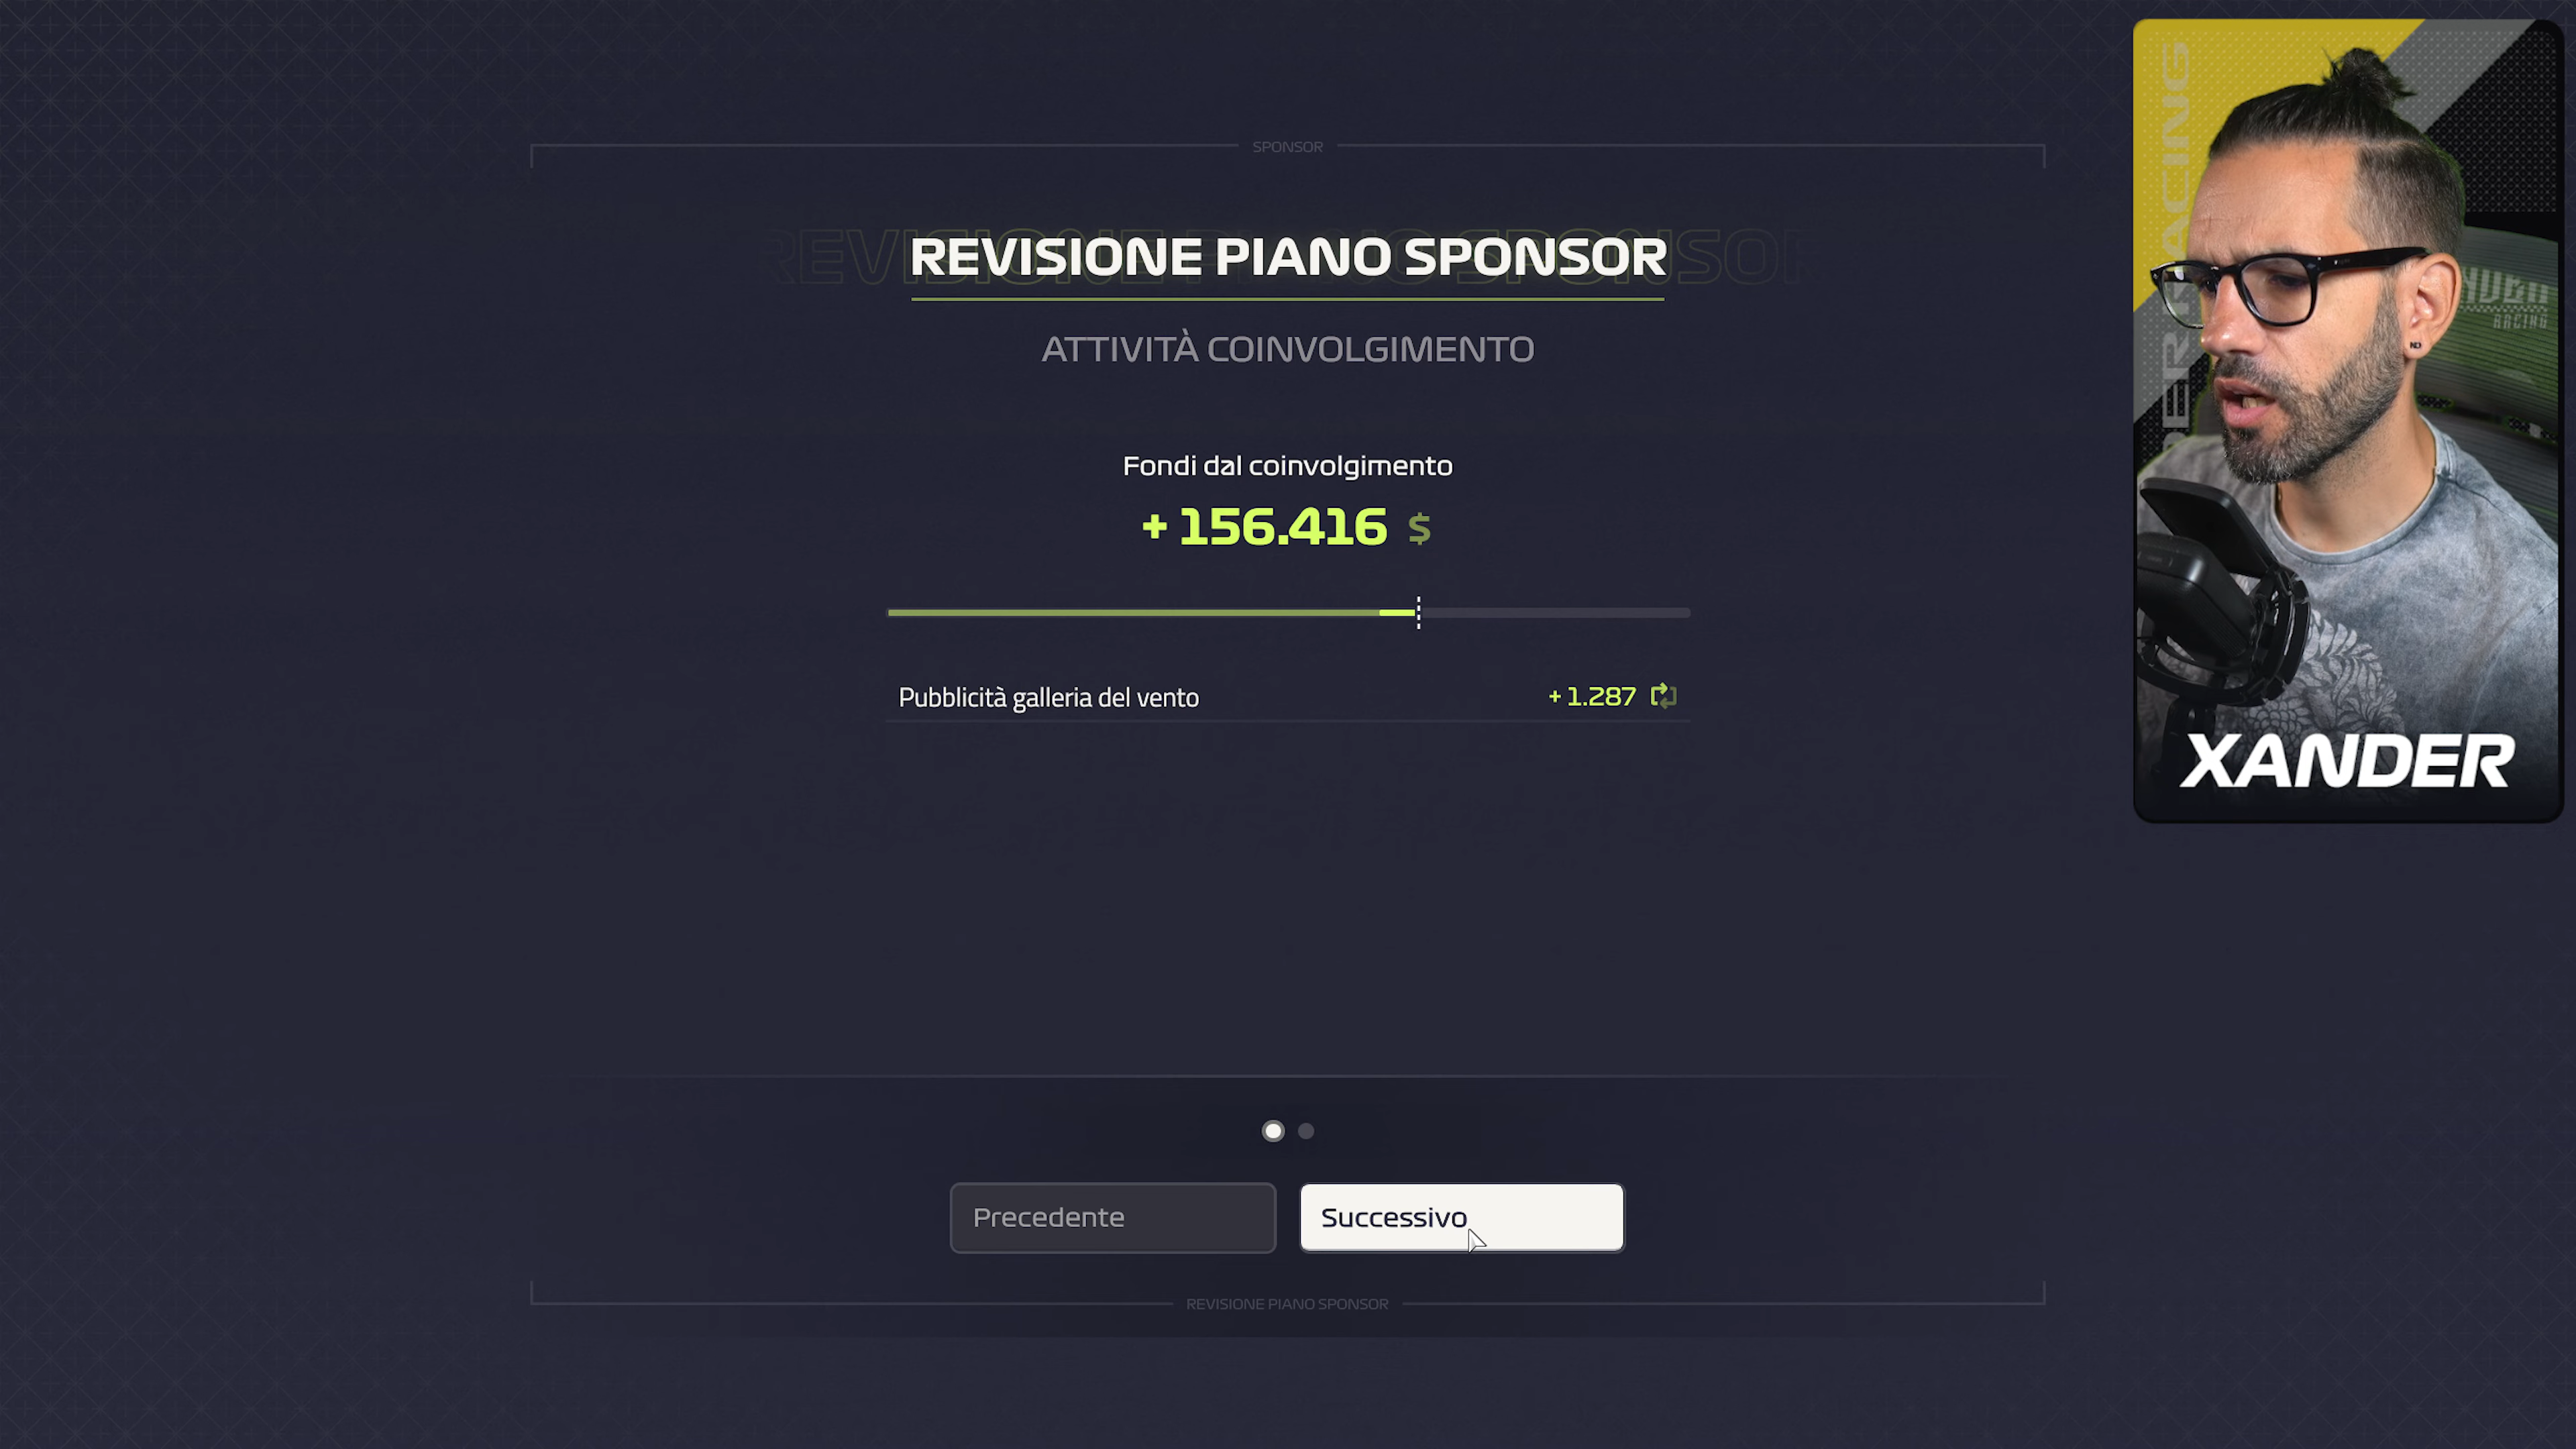 SPONSOR
REVISIONE PIANO SPONSOR
ATTIVITÀ COINVOLGIMENTO
Fondi dal coinvolgimento
+ 156.416 $
Pubblicità galleria del vento
+ 1.287
Precedente
Successivo
REVISIONE PIANO SPONSOR
RACING
XANDER